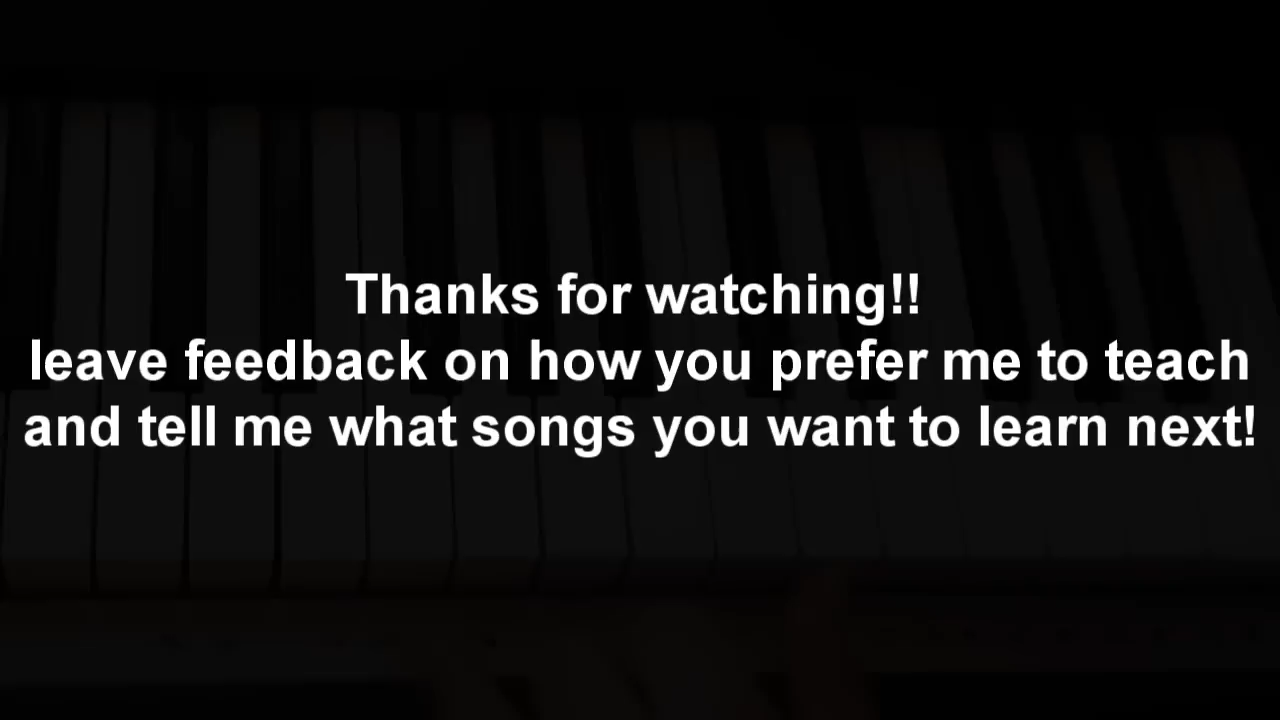 Thanks for watching!!
leave feedback on how you prefer me to teach
and tell me what songs you want to learn next!